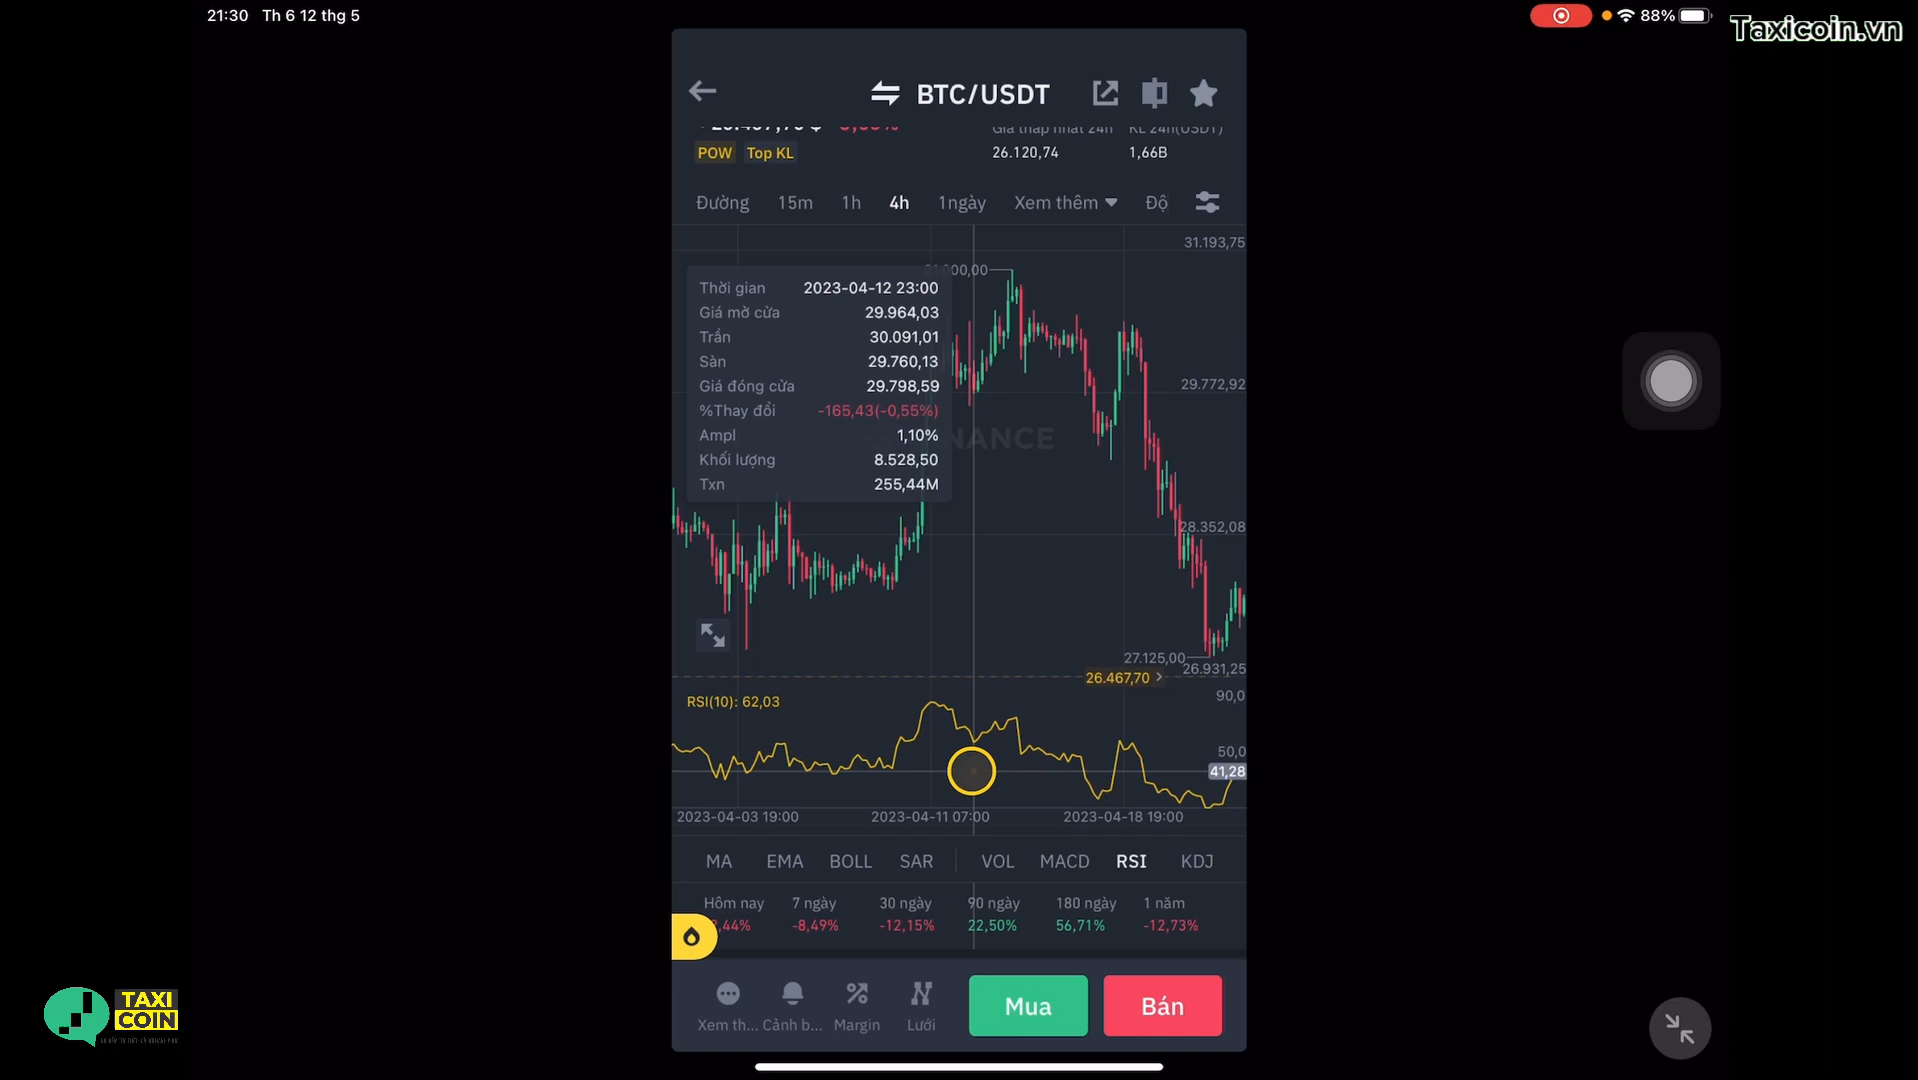 21:30 Th 6 12 thg 5
88%
Taxicoin.vn
BTC/USDT
Giá thấp nhất 24h KL 24h(USDT)
POW Top KL 26.120,74 1,66B
Đường 15m 1h 4h 1ngày Xem thêm Độ
31.193,75
Thời gian 2023-04-12 23:00
Giá mở cửa 29.964,03
Trần 30.091,01
Sàn 29.760,13
Giá đóng cửa 29.798,59
%Thay đổi -165,43(-0,55%)
Ampl 1,10%
Khối lượng 8.528,50
Txn 255,44M
29.772,92
28.352,08
27.125,00
26.931,25
26.467,70
RSI(10): 62,03
90,0
50,0
41,28
2023-04-03 19:00 2023-04-11 07:00 2023-04-18 19:00
MA EMA BOLL SAR VOL MACD RSI KDJ
Hôm nay 7 ngày 30 ngày 90 ngày 180 ngày 1 năm
-8,49% -12,15% 22,50% 56,71% -12,73%
Xem th... Cảnh b... Margin Lưới
Mua Bán
TAXI
COIN